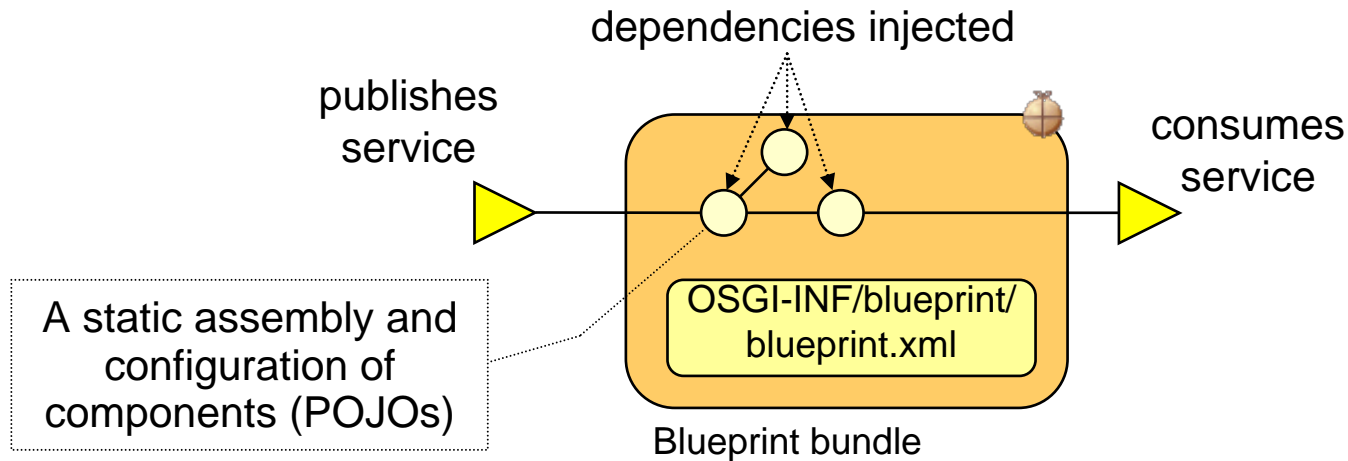 dependencies injected
publishes
service
consumes
service
A static assembly and
configuration of
components (POJOs)
OSGI-INF/blueprint/
blueprint.xml
Blueprint bundle